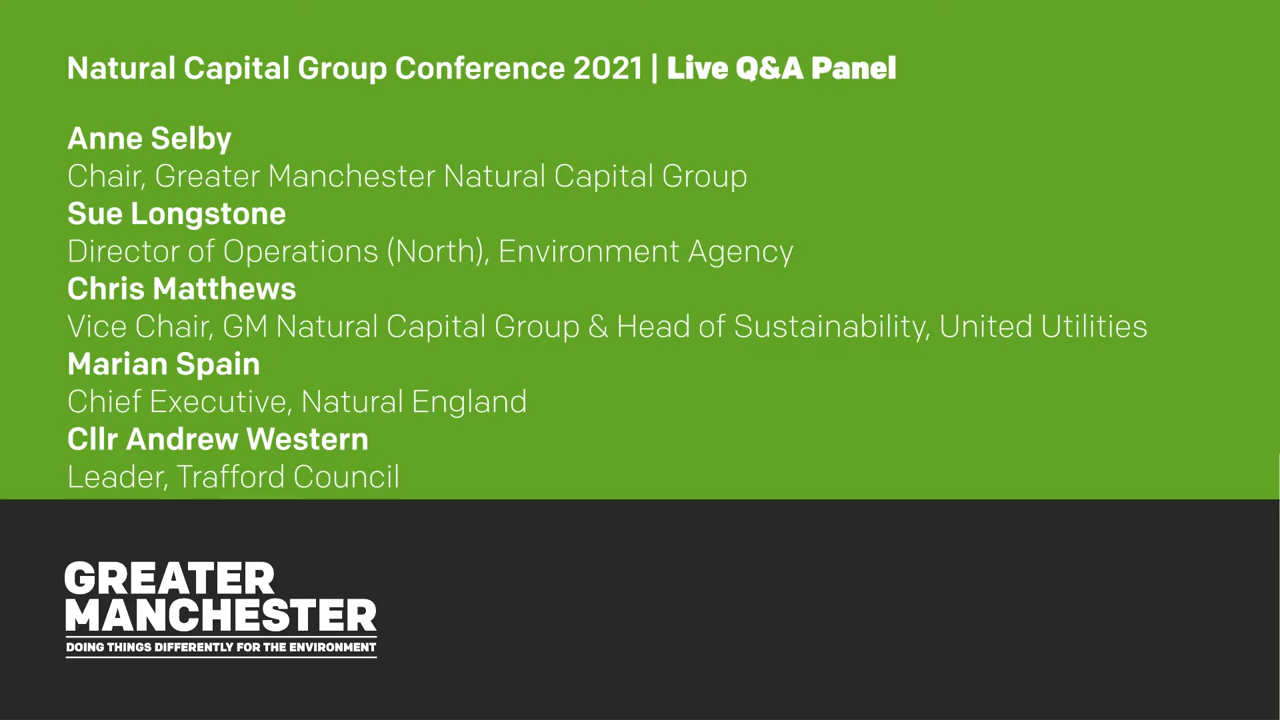 Natural Capital Group Conference 2021 | Live Q&A Panel
Anne Selby
Chair, Greater Manchester Natural Capital Group
Sue Longstone
Director of Operations (North), Environment Agency
Chris Matthews
Vice Chair, GM Natural Capital Group & Head of Sustainability, United Utilities
Marian Spain
Chief Executive, Natural England
Cllr Andrew Western
Leader, Trafford Council
GREATER
MANCHESTER
DOING THINGS DIFFERENTLY FOR THE ENVIRONMENT